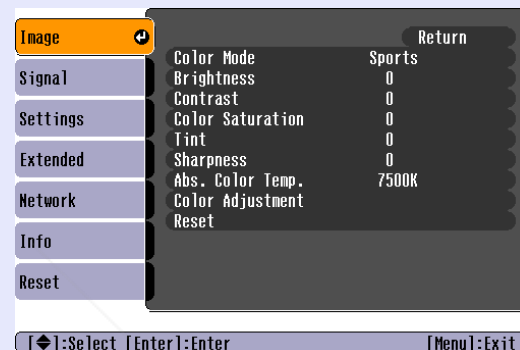 Image
Signal
Settings
Extended
Network
Info
Reset
Return
Color Mode Sports
Brightness 0
Contrast 0
Color Saturation 0
Tint 0
Sharpness 0
Abs. Color Temp. 7500K
Color Adjustment
Reset
[◆]:Select [Enter]:Enter [Menu]:Exit